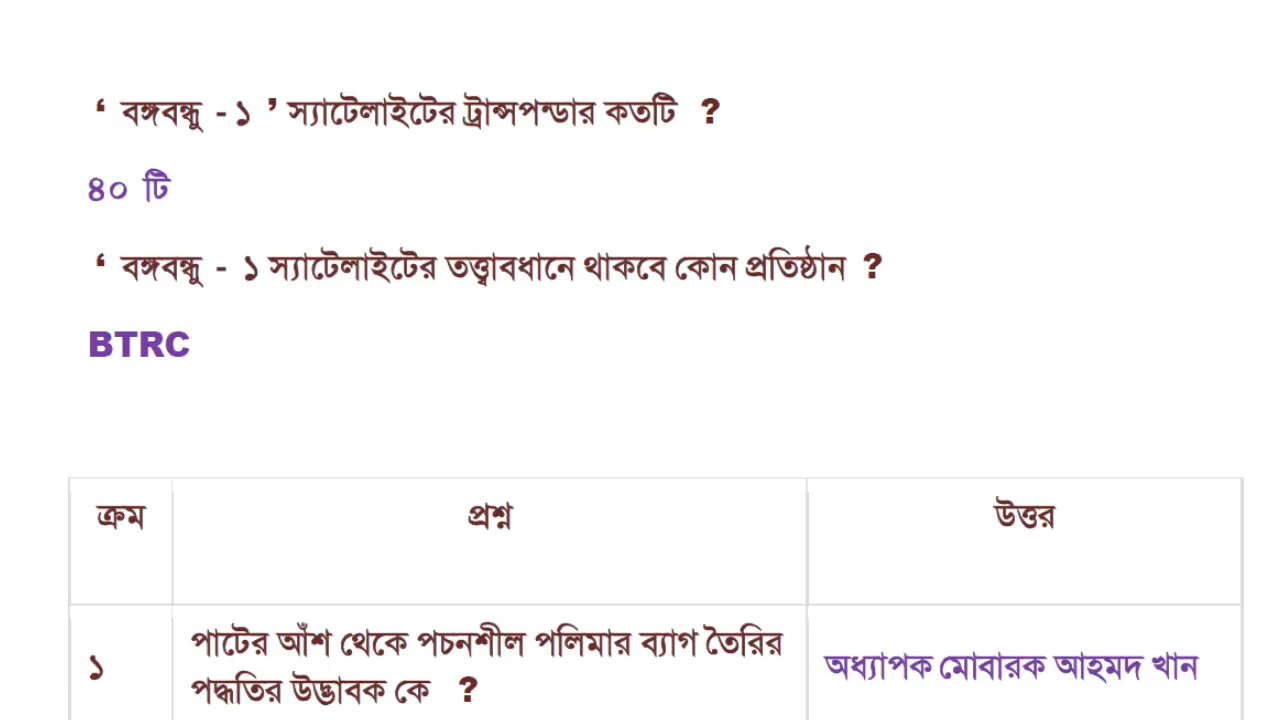 ‘ বঙ্গবন্ধু - ১ ’ স্যাটেলাইটের ট্রান্সপন্ডার কতটি ?
৪০ টি
‘ বঙ্গবন্ধু - ১ স্যাটেলাইটের তত্ত্বাবধানে থাকবে কোন প্রতিষ্ঠান ?
BTRC
ক্রম প্রশ্ন উত্তর
১ পাটের আঁশ থেকে পচনশীল পলিমার ব্যাগ তৈরির
পদ্ধতির উদ্ভাবক কে ?
অধ্যাপক মোবারক আহমদ খান